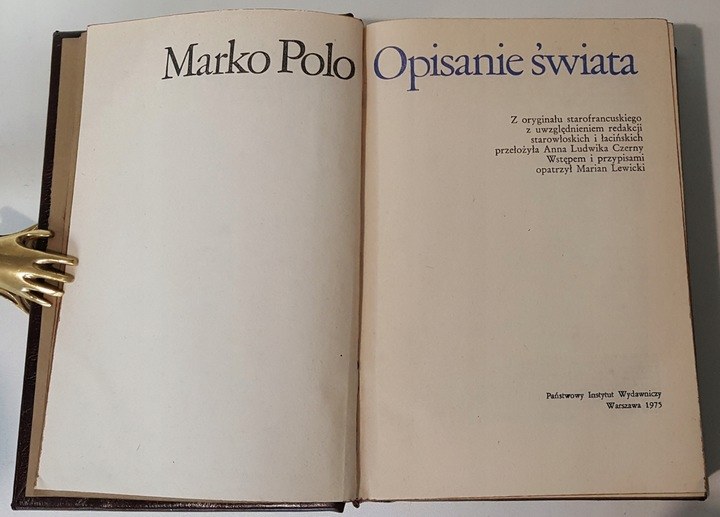 Marko Polo Opisanie świata
Z oryginału starofrancuskiego
z uwzględnieniem redakcji
starowłoskich i łacińskich
przełożyła Anna Ludwika Czerny
Wstępem i przypisami
opatrzył Marian Lewicki
Państwowy Instytut Wydawniczy
Warszawa 1975